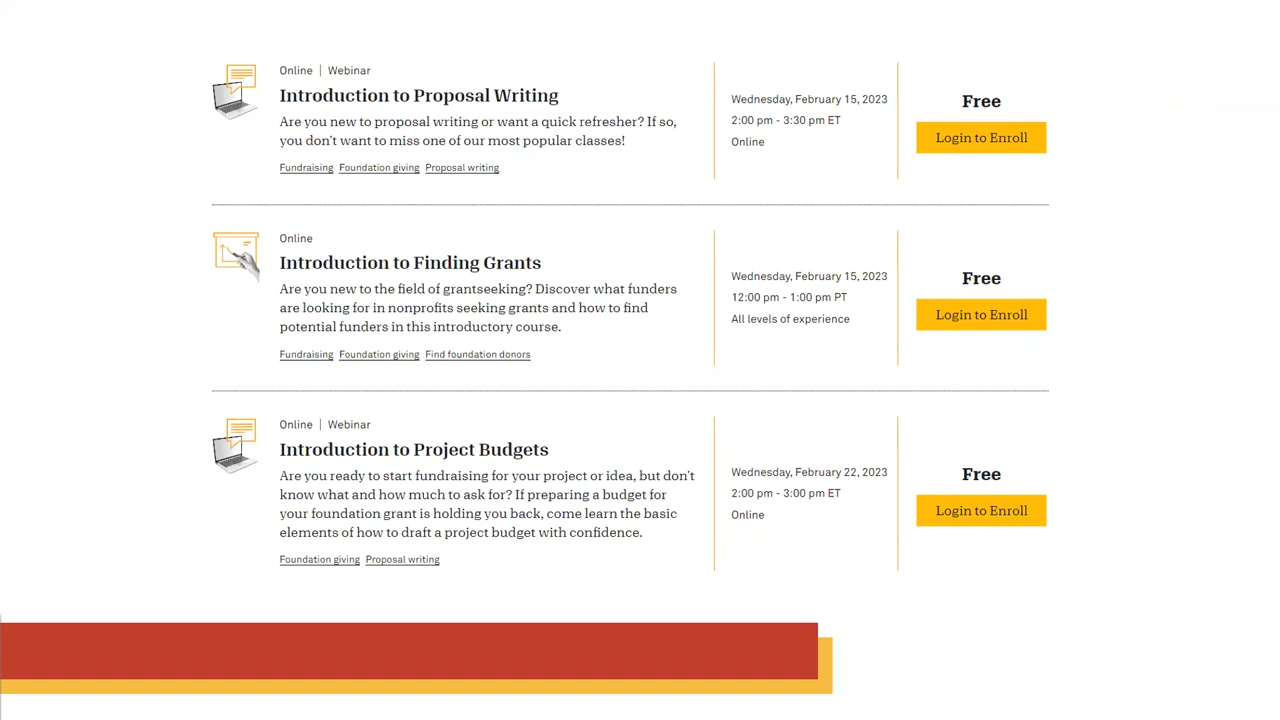 Online | Webinar
Introduction to Proposal Writing
Are you new to proposal writing or want a quick refresher? If so,
you don't want to miss one of our most popular classes!
Fundraising Foundation giving Proposal writing
Wednesday, February 15, 2023
2:00 pm - 3:30 pm ET
Online
Free
Login to Enroll
Online
Introduction to Finding Grants
Are you new to the field of grantseeking? Discover what funders
are looking for in nonprofits seeking grants and how to find
potential funders in this introductory course.
Fundraising Foundation giving Find foundation donors
Wednesday, February 15, 2023
12:00 pm - 1:00 pm PT
All levels of experience
Free
Login to Enroll
Online | Webinar
Introduction to Project Budgets
Are you ready to start fundraising for your project or idea, but don't
know what and how much to ask for? If preparing a budget for
your foundation grant is holding you back, come learn the basic
elements of how to draft a project budget with confidence.
Foundation giving Proposal writing
Wednesday, February 22, 2023
2:00 pm - 3:00 pm ET
Online
Free
Login to Enroll